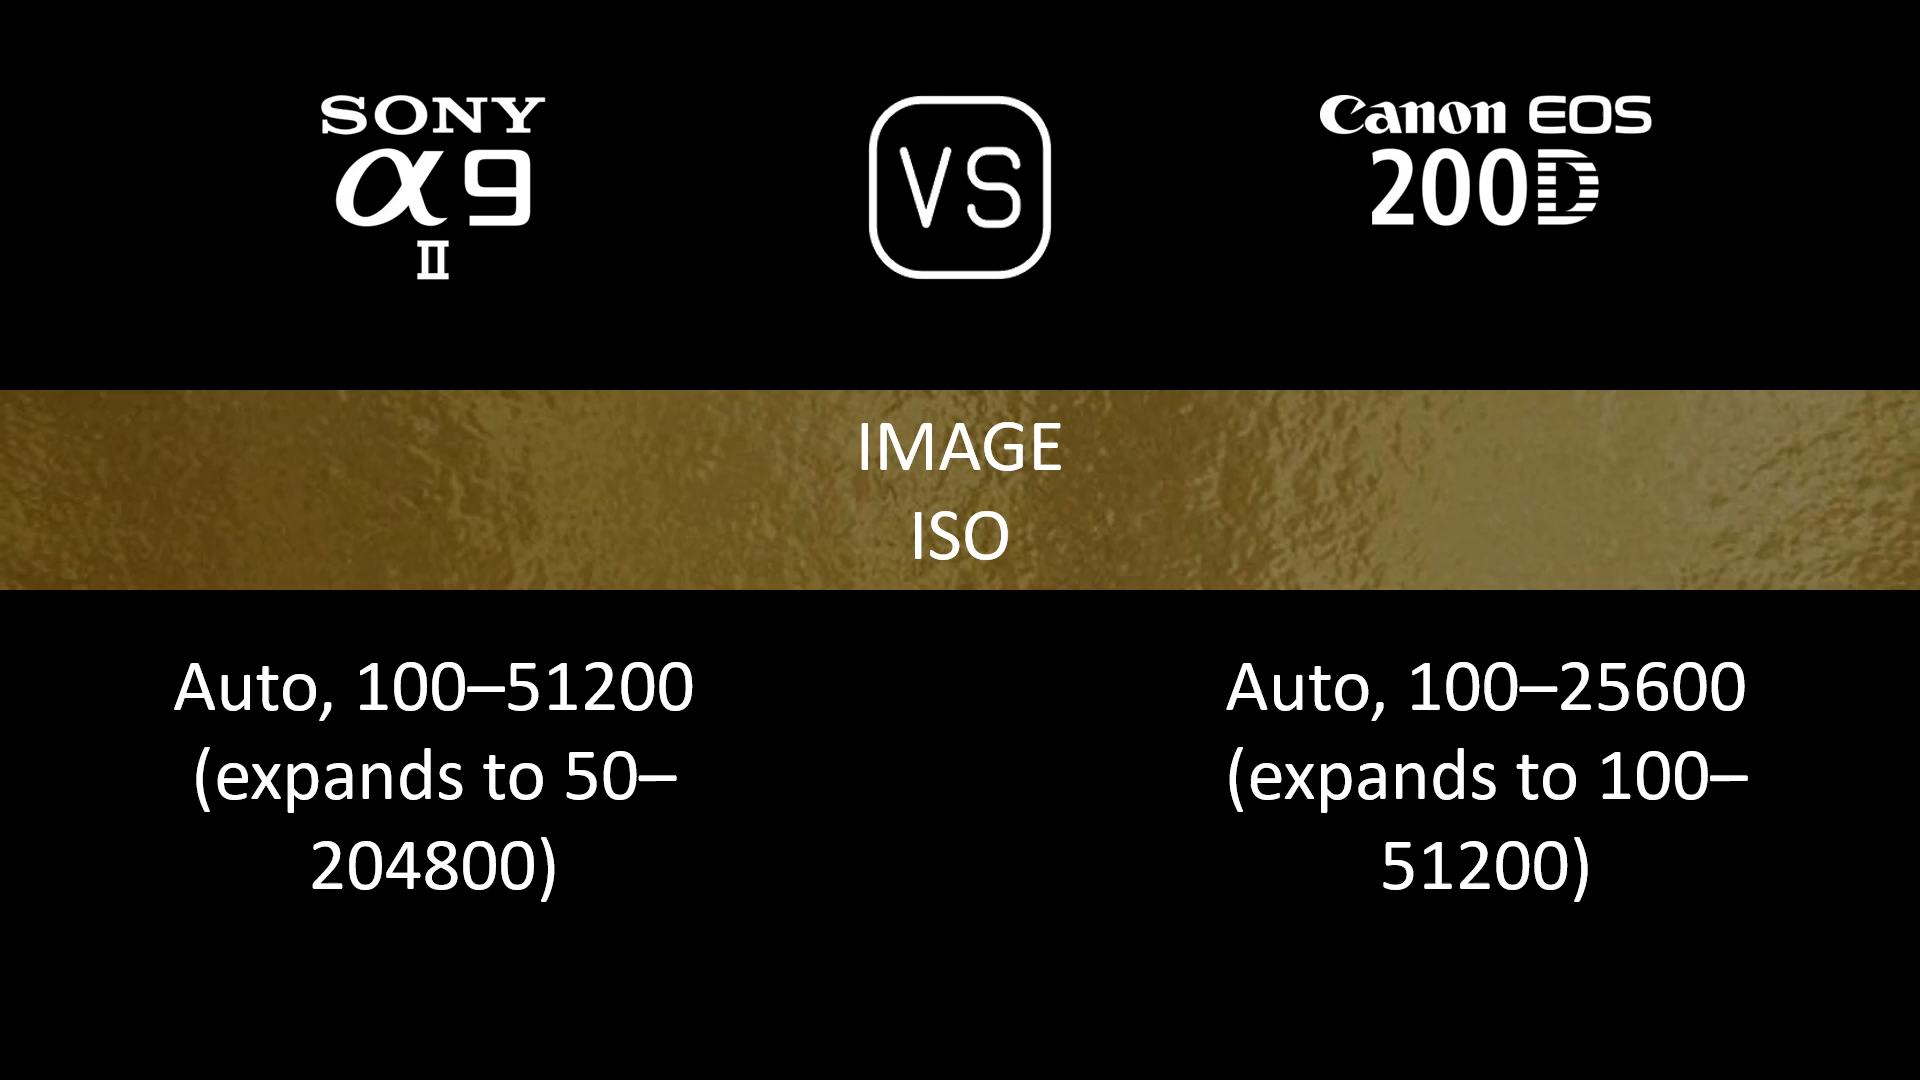 SONY
α9
II
VS
Canon EOS
200D
IMAGE
ISO
Auto, 100–51200
(expands to 50–
204800)
Auto, 100–25600
(expands to 100–
51200)